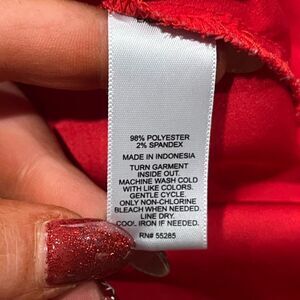 98% POLYESTER
2% SPANDEX
MADE IN INDONESIA
TURN GARMENT
INSIDE OUT.
MACHINE WASH COLD
WITH LIKE COLORS.
GENTLE CYCLE.
ONLY NON-CHLORINE
BLEACH WHEN NEEDED.
LINE DRY.
COOL IRON IF NEEDED.
RN# 55285